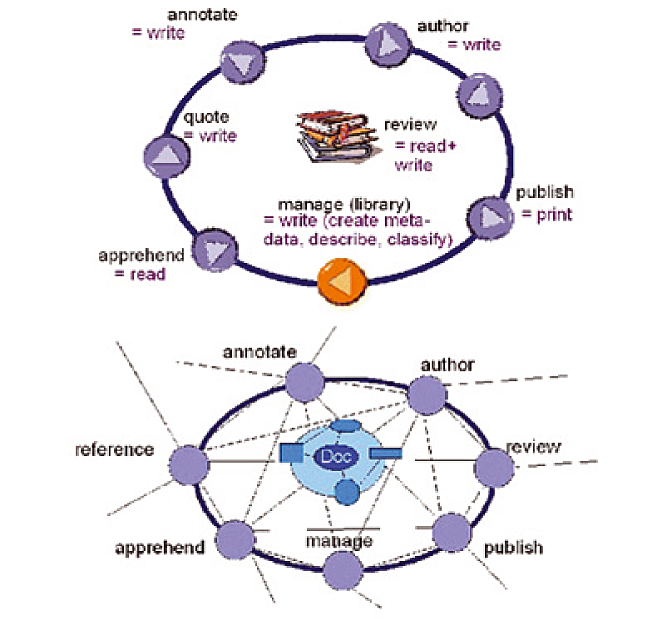 annotate
= write
author
= write
quote
= write
review
= read+
write
manage (library)
= write (create meta-
data, describe, classify)
publish
= print
apprehend
= read
annotate
author
reference
Doc
review
apprehend
manage
publish